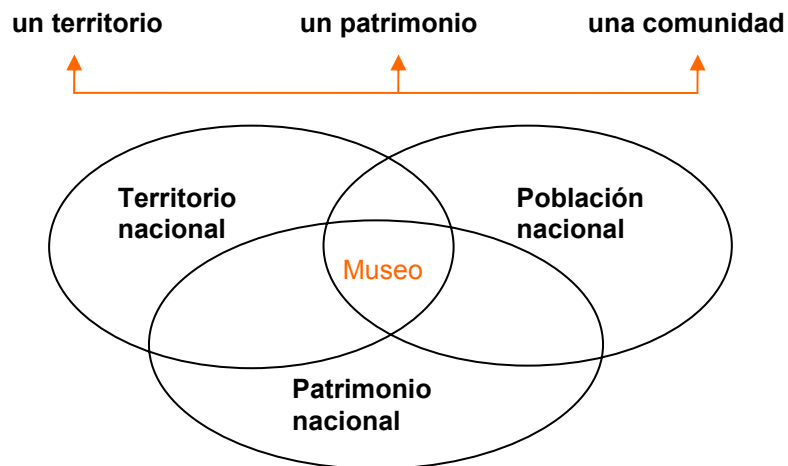 un territorio un patrimonio una comunidad
Territorio
nacional
Población
nacional
Museo
Patrimonio
nacional